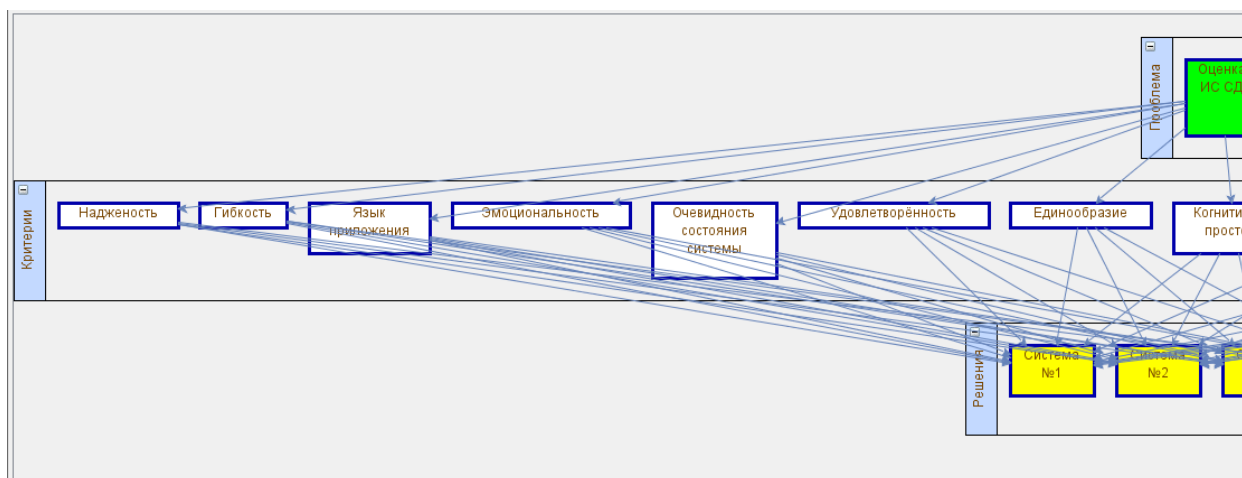 Проблема
Оценка
ИС СД
Критерии
Надженость
Гибкость
Язык
приложения
Эмоциональность
Очевидность
состояния
системы
Удовлетворённость
Единообразие
Когнити
прост
Решения
Система
№1
Система
№2